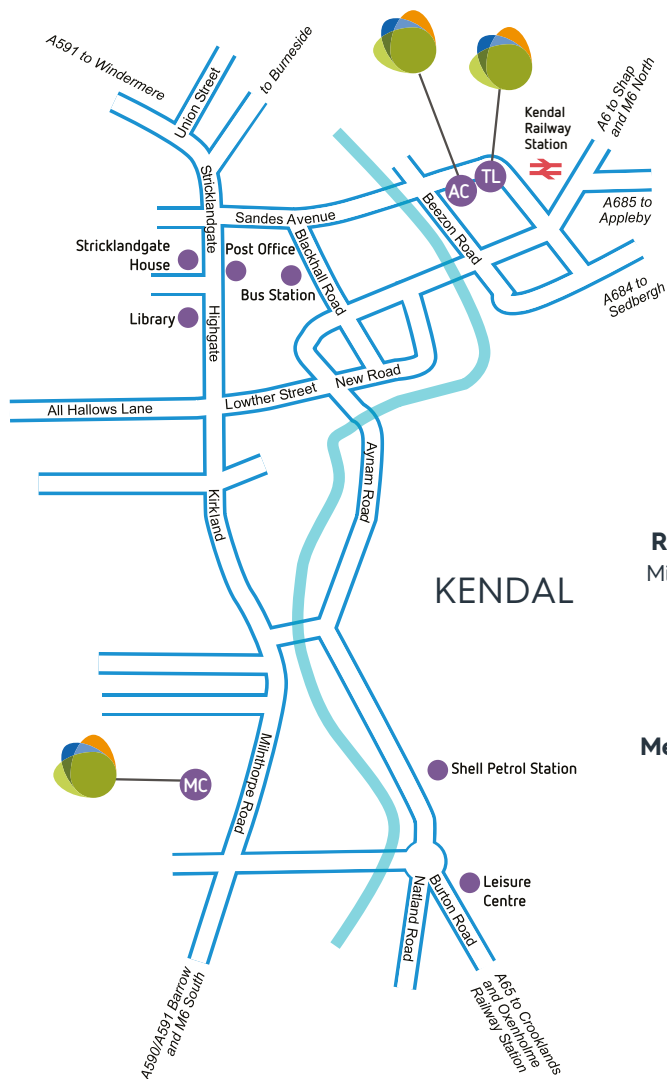 A591 to Windermere
Union Street
to Burneside
Kendal
Railway
Station
A6 to Shap
and M6 North
AC
TL
A685 to
Appleby
Stricklandgate
Sandes Avenue
Beezon Road
Stricklandgate
House
Post Office
Blackhall Road
Bus Station
A684 to
Sedbergh
Library
Highgate
New Road
Lowther Street
All Hallows Lane
Aynam Road
Kirkland
R
Mi
KENDAL
Me
Milnthorpe Road
MC
Shell Petrol Station
Leisure
Centre
Natland Road
Burton Road
A590/A591 Barrow
and M6 South
A65 to Crooklands
and Oxenholme
Railway Station